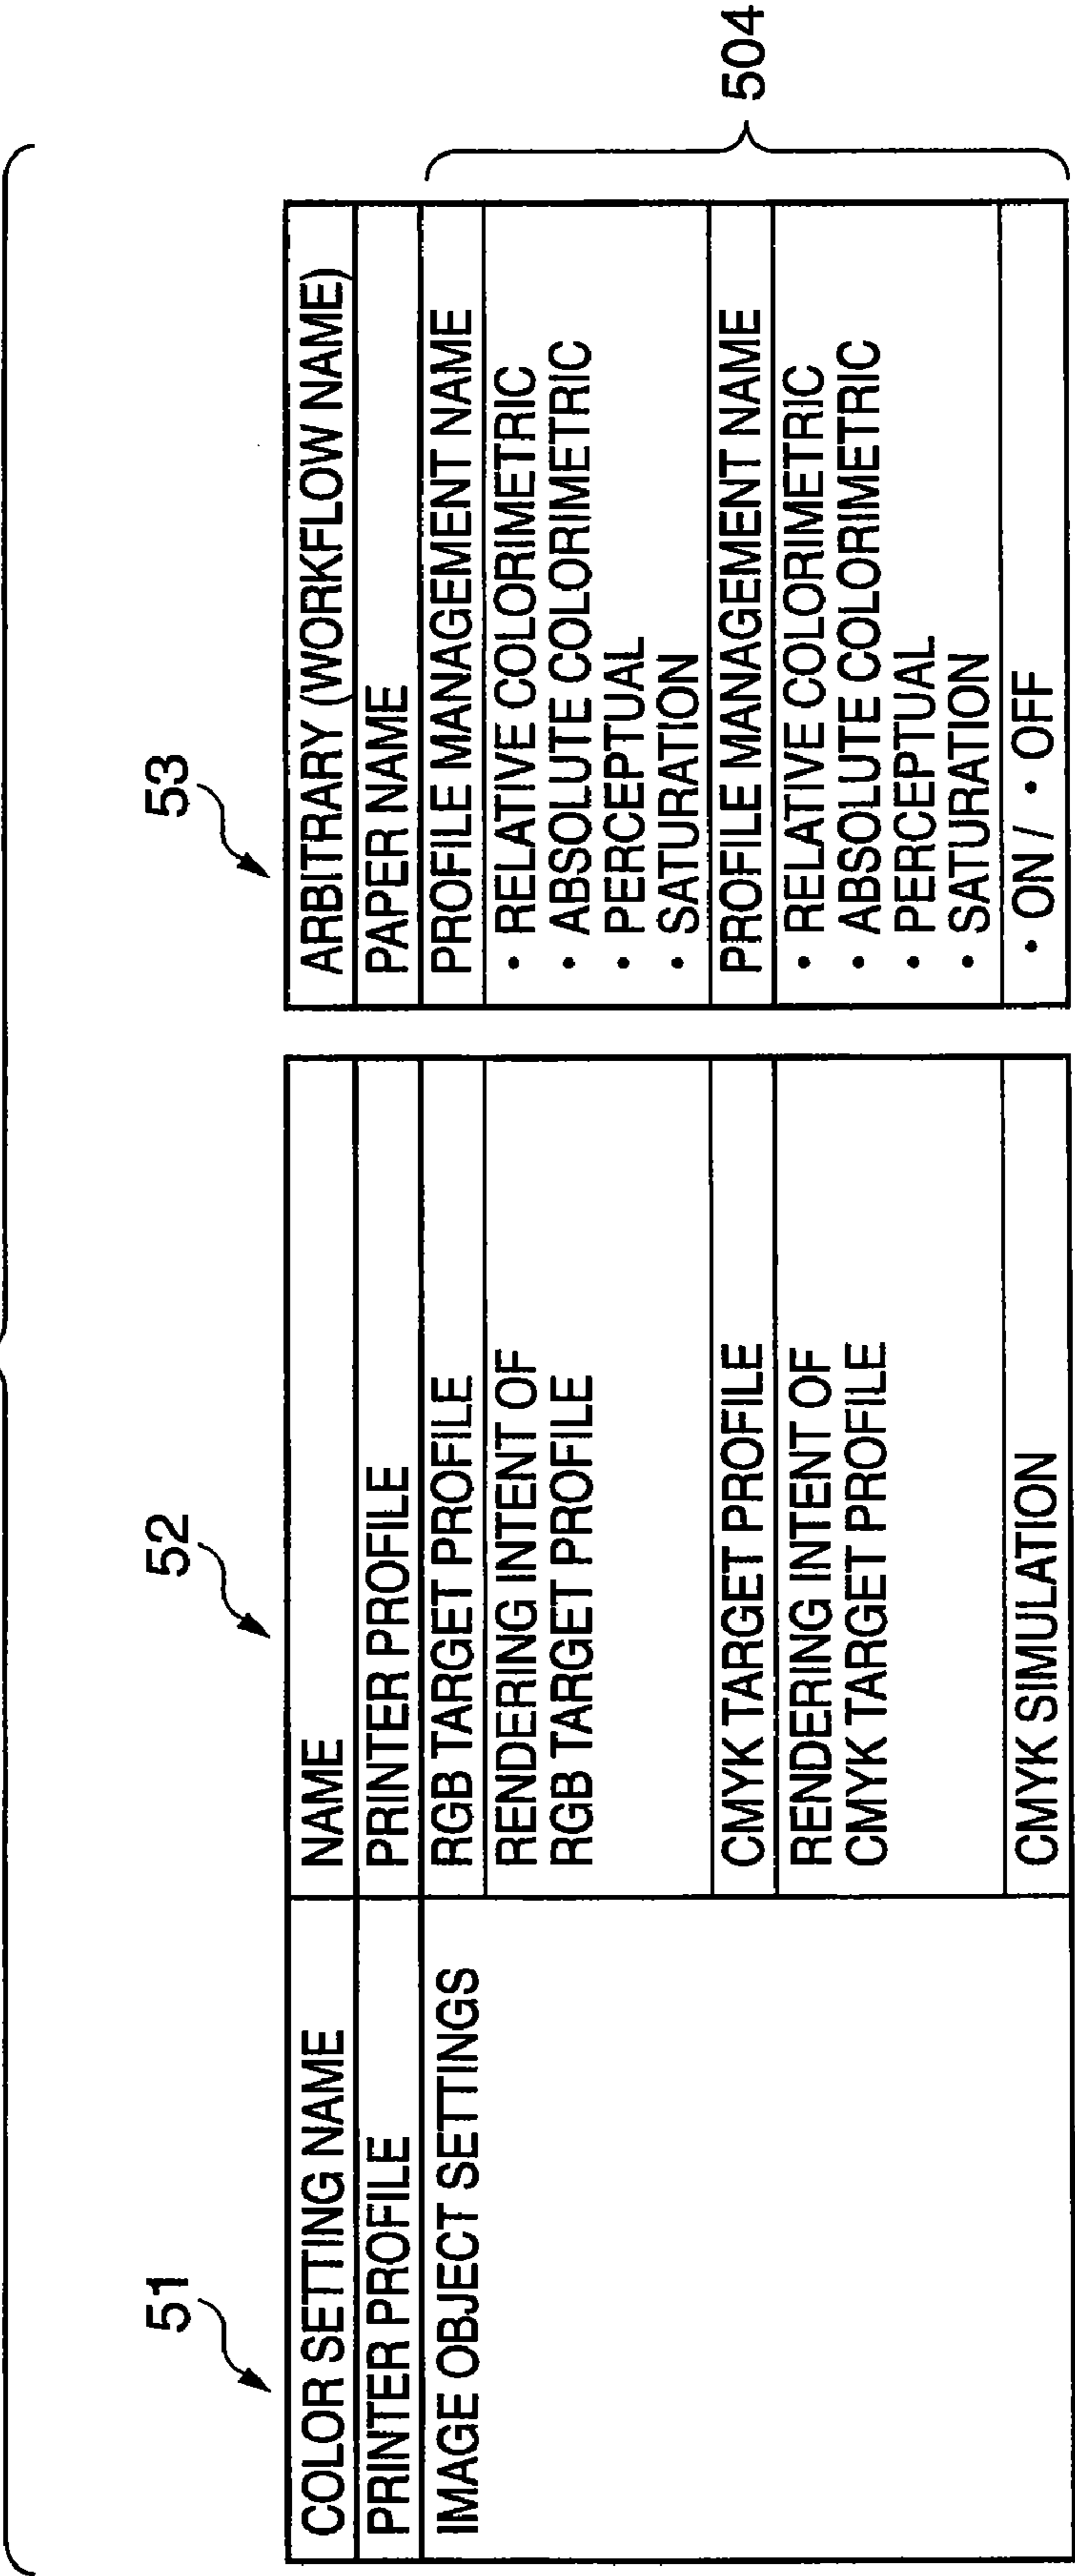 51
52
53
COLOR SETTING NAME
NAME
ARBITRARY (WORKFLOW NAME)
PRINTER PROFILE
PRINTER PROFILE
PAPER NAME
IMAGE OBJECT SETTINGS
RGB TARGET PROFILE
PROFILE MANAGEMENT NAME
RENDERING INTENT OF
RGB TARGET PROFILE
• RELATIVE COLORIMETRIC
• ABSOLUTE COLORIMETRIC
• PERCEPTUAL
• SATURATION
CMYK TARGET PROFILE
PROFILE MANAGEMENT NAME
RENDERING INTENT OF
CMYK TARGET PROFILE
• RELATIVE COLORIMETRIC
• ABSOLUTE COLORIMETRIC
• PERCEPTUAL
• SATURATION
CMYK SIMULATION
• ON / • OFF
504